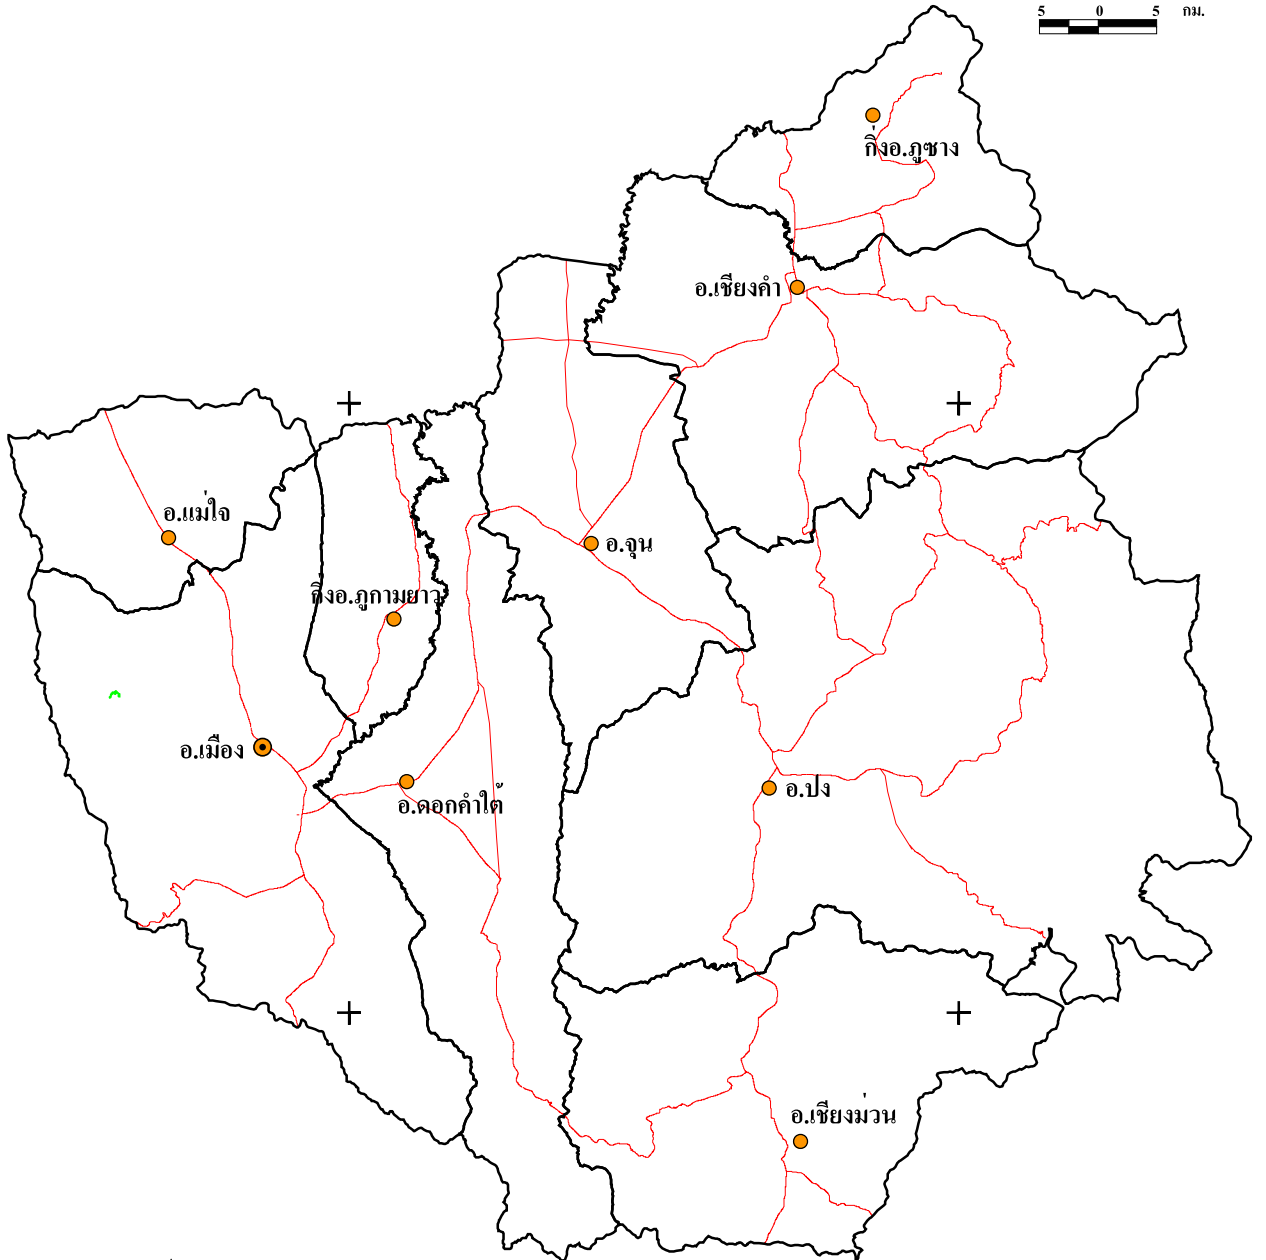 5 0 5 กม.
กิ่งอ.ภูซาง
อ.เชียงคำ
อ.แม่ใจ
อ.จุน
กิ่งอ.ภูกามยาว
อ.เมือง
อ.ปง
อ.ดอกคำใต้
อ.เชียงม่วน